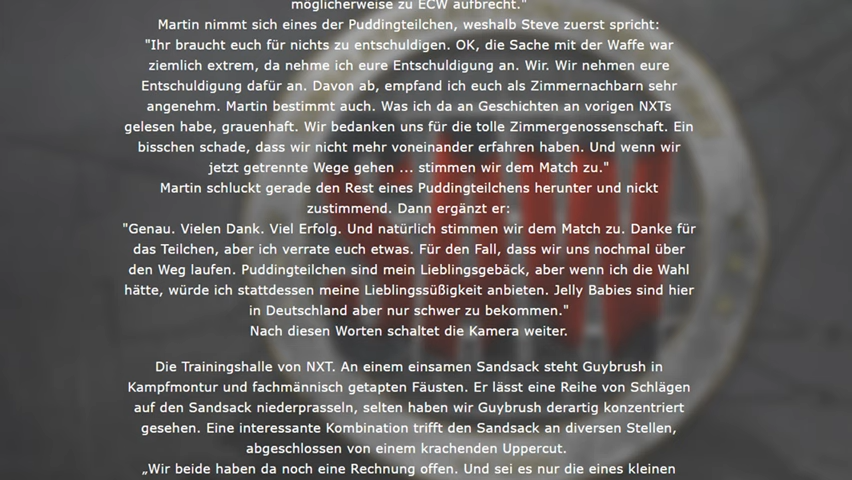 möglicherweise zu ECW aufbrecht."
Martin nimmt sich eines der Puddingteilchen, weshalb Steve zuerst spricht:
"Ihr braucht euch für nichts zu entschuldigen. OK, die Sache mit der Waffe war
ziemlich extrem, da nehme ich eure Entschuldigung an. Wir. Wir nehmen eure
Entschuldigung dafür an. Davon ab, empfand ich euch als Zimmernachbarn sehr
angenehm. Martin bestimmt auch. Was ich da an Geschichten an vorigen NXTs
gelesen habe, grauenhaft. Wir bedanken uns für die tolle Zimmergenossenschaft. Ein
bisschen schade, dass wir nicht mehr voneinander erfahren haben. Und wenn wir
jetzt getrennte Wege gehen ... stimmen wir dem Match zu."
Martin schluckt gerade den Rest eines Puddingteilchens herunter und nickt
zustimmend. Dann ergänzt er:
"Genau. Vielen Dank. Viel Erfolg. Und natürlich stimmen wir dem Match zu. Danke für
das Teilchen, aber ich verrate euch etwas. Für den Fall, dass wir uns nochmal über
den Weg laufen. Puddingteilchen sind mein Lieblingsgebäck, aber wenn ich die Wahl
hätte, würde ich stattdessen meine Lieblingssüßigkeit anbieten. Jelly Babies sind hier
in Deutschland aber nur schwer zu bekommen."
Nach diesen Worten schaltet die Kamera weiter.
Die Trainingshalle von NXT. An einem einsamen Sandsack steht Guybrush in
Kampfmontur und fachmännisch getapten Fäusten. Er lässt eine Reihe von Schlägen
auf den Sandsack niederprasseln, selten haben wir Guybrush derartig konzentriert
gesehen. Eine interessante Kombination trifft den Sandsack an diversen Stellen,
abgeschlossen von einem krachenden Uppercut.
„Wir beide haben da noch eine Rechnung offen. Und sei es nur die eines kleinen